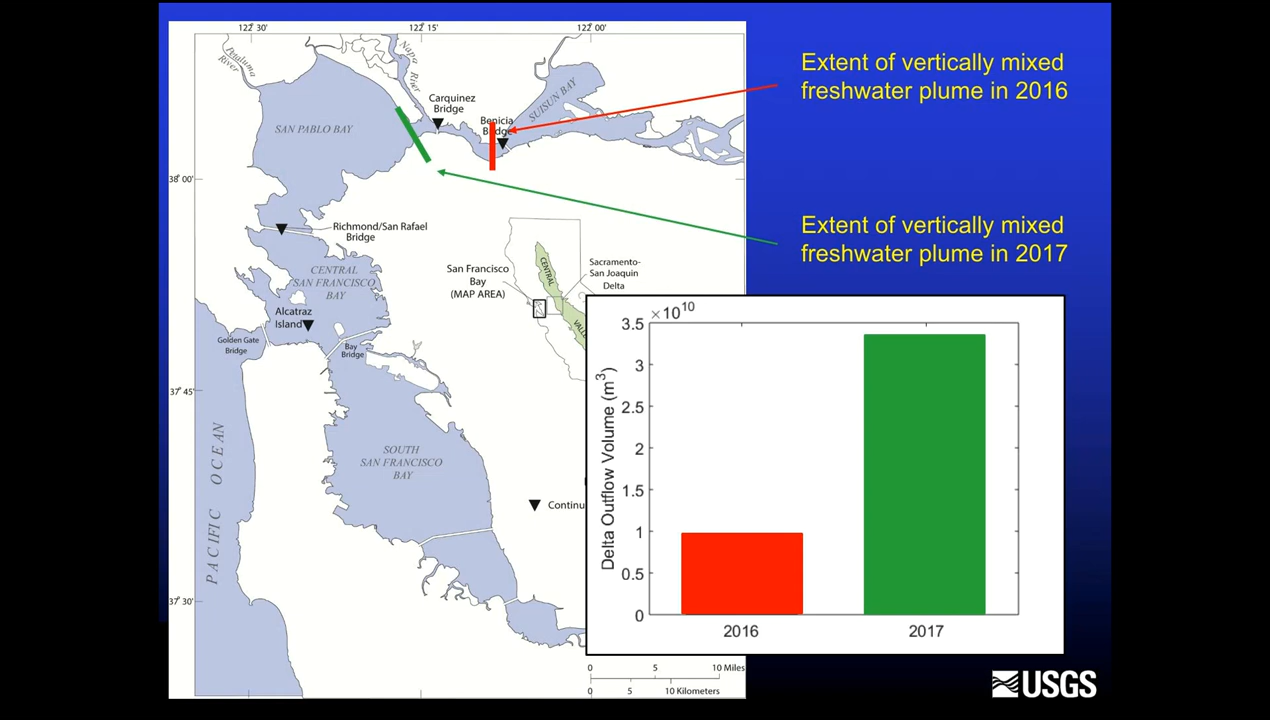 122° 30'
122° 15'
122° 00'
Petaluma
River
Napa River
Carquinez
Bridge
SUISUN BAY
Benicia
Bridge
SAN PABLO BAY
38° 00'
Richmond/San Rafael
Bridge
CENTRAL
SAN FRANCISCO
BAY
Alcatraz
Island
Golden Gate
Bridge
Bay
Bridge
37° 45'
San Francisco
Bay
(MAP AREA)
CENTRAL
Sacramento-
San Joaquin
Delta
SOUTH
SAN FRANCISCO
BAY
PACIFIC OCEAN
Continu
37° 30'
0 5 10 Miles
0 5 10 Kilometers
Extent of vertically mixed
freshwater plume in 2016
Extent of vertically mixed
freshwater plume in 2017
×10^10
3.5
3
2.5
2
1.5
1
0.5
0
Delta Outflow Volume (m³)
2016
2017
USGS